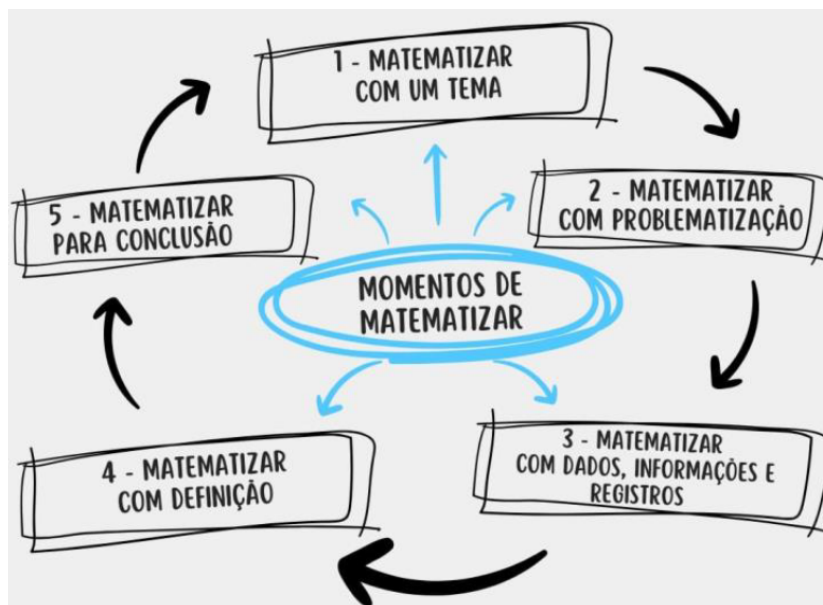 1 - MATEMATIZAR
COM UM TEMA
2 - MATEMATIZAR
COM PROBLEMATIZAÇÃO
5 - MATEMATIZAR
PARA CONCLUSÃO
MOMENTOS DE
MATEMATIZAR
3 - MATEMATIZAR
COM DADOS, INFORMAÇÕES E
REGISTROS
4 - MATEMATIZAR
COM DEFINIÇÃO